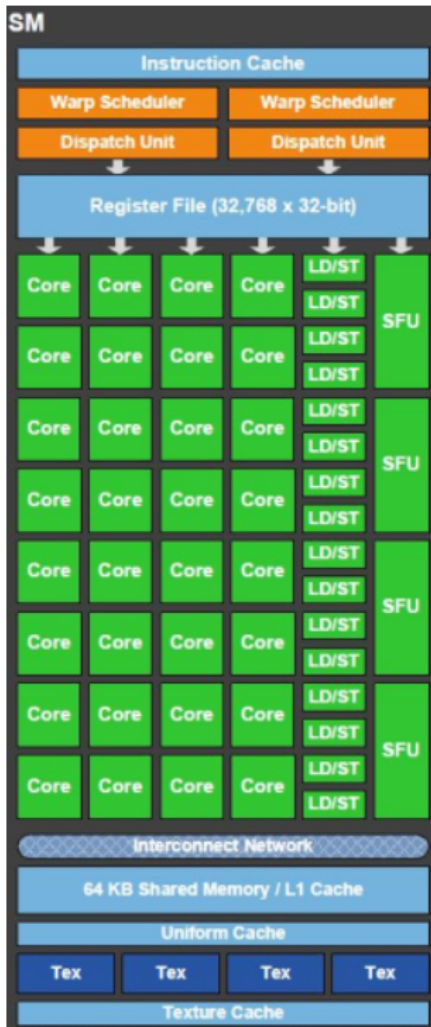 SM
Instruction Cache
Warp Scheduler Warp Scheduler
Dispatch Unit Dispatch Unit
Register File (32,768 x 32-bit)
LD/ST
Core Core Core Core
LD/ST
SFU
LD/ST
Core Core Core Core
LD/ST
LD/ST
Core Core Core Core
LD/ST
SFU
LD/ST
Core Core Core Core
LD/ST
LD/ST
Core Core Core Core
LD/ST
SFU
LD/ST
Core Core Core Core
LD/ST
LD/ST
Core Core Core Core
LD/ST
SFU
LD/ST
Core Core Core Core
LD/ST
Interconnect Network
64 KB Shared Memory / L1 Cache
Uniform Cache
Tex Tex Tex Tex
Texture Cache